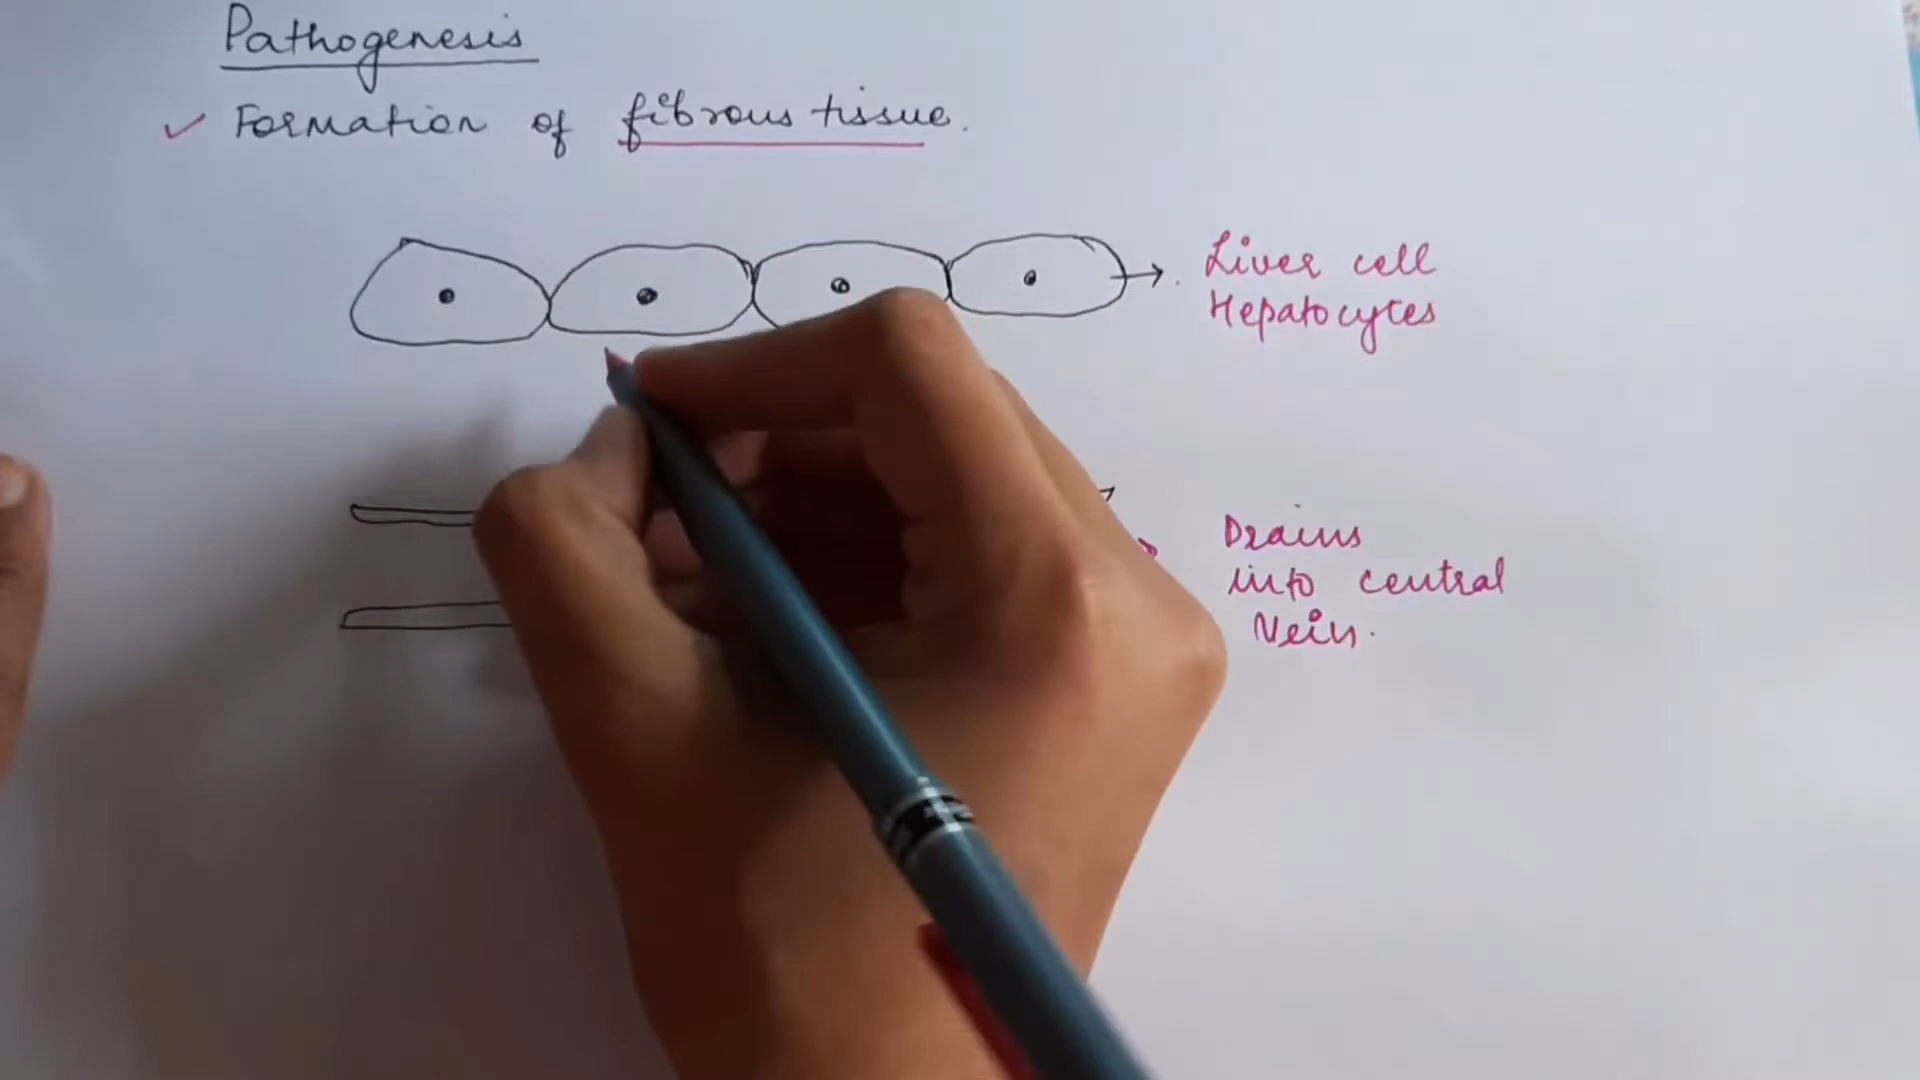 Pathogenesis
✓ Formation of fibrous tissue.
Liver cell
Hepatocytes
Drains
into central
Vein.